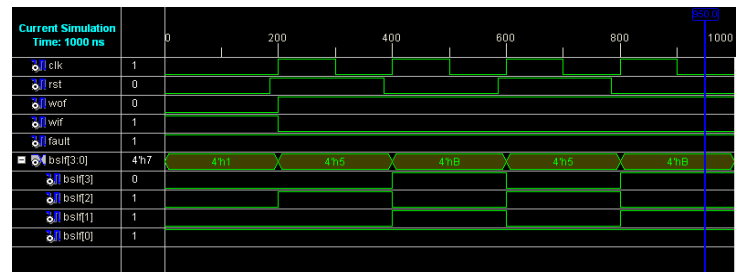 950.0
Current Simulation
Time: 1000 ns
0 200 400 600 800 1000
clk 1
rst 0
wof 0
wif 1
fault 1
bslf[3:0] 4'h7 4'h1 4'h5 4'hB 4'h5 4'hB
bslf[3] 0
bslf[2] 1
bslf[1] 1
bslf[0] 1